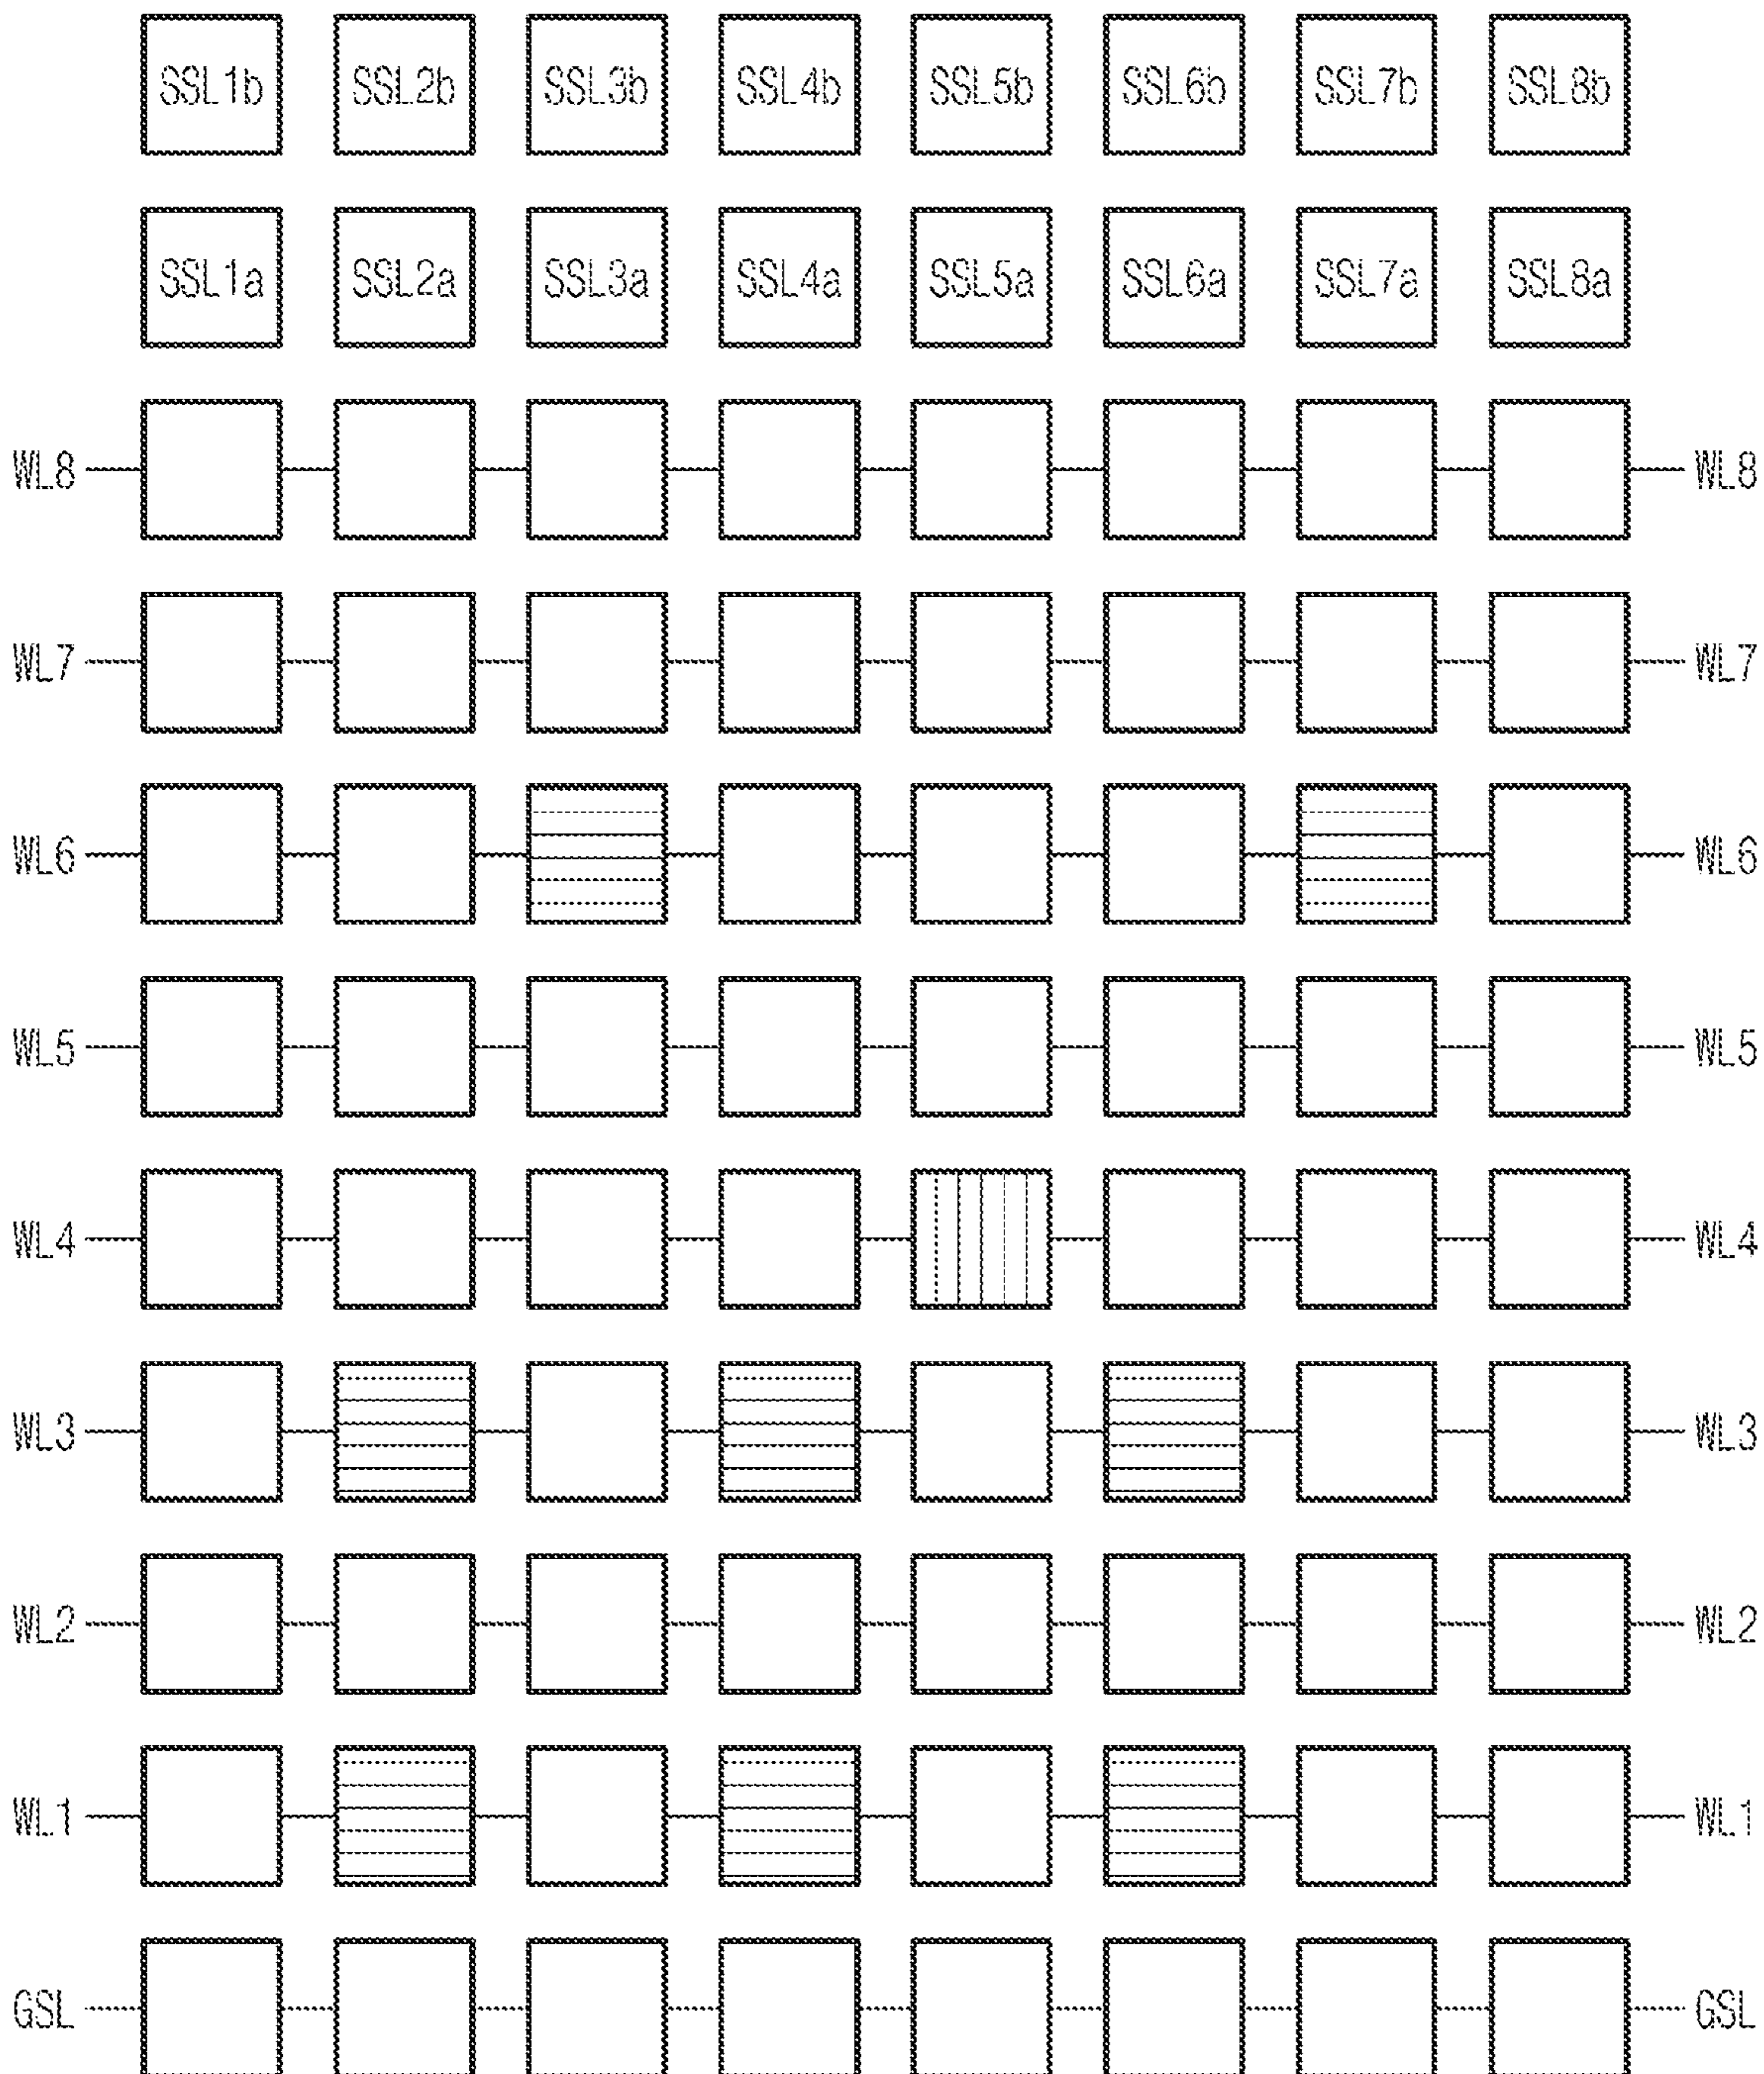 SSL1b SSL2b SSL3b SSL4b SSL5b SSL6b SSL7b SSL8b
SSL1a SSL2a SSL3a SSL4a SSL5a SSL6a SSL7a SSL8a
WL8 WL8
WL7 WL7
WL6 WL6
WL5 WL5
WL4 WL4
WL3 WL3
WL2 WL2
WL1 WL1
GSL GSL